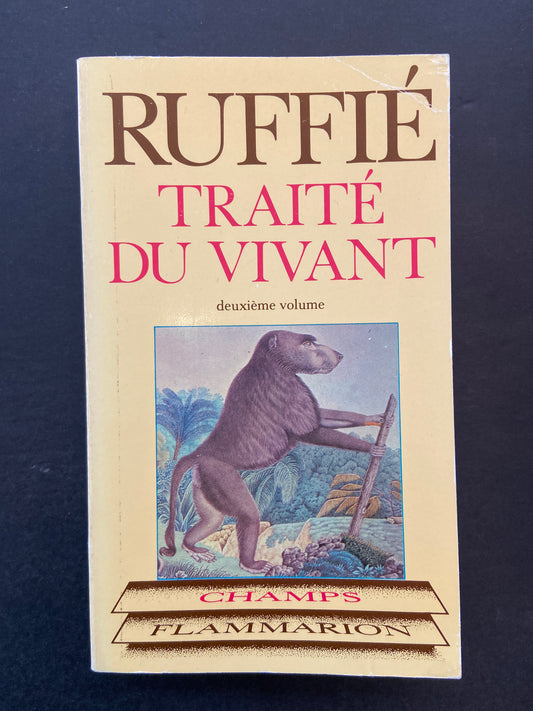 RUFFIÉ
TRAITÉ
DU VIVANT
deuxième volume
CHAMPS
FLAMMARION